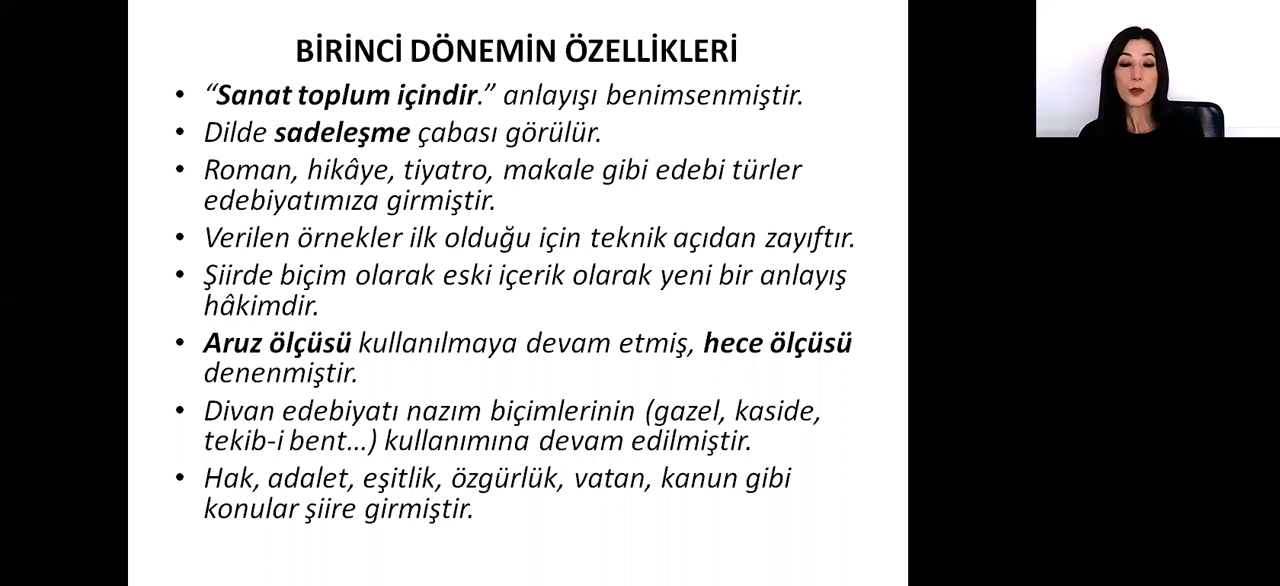 BİRİNCİ DÖNEMİN ÖZELLİKLERİ
• “Sanat toplum içindir.” anlayışı benimsenmiştir.
• Dilde sadeleşme çabası görülür.
• Roman, hikâye, tiyatro, makale gibi edebi türler
edebiyatımıza girmiştir.
• Verilen örnekler ilk olduğu için teknik açıdan zayıftır.
• Şiirde biçim olarak eski içerik olarak yeni bir anlayış
hâkimdir.
• Aruz ölçüsü kullanılmaya devam etmiş, hece ölçüsü
denenmiştir.
• Divan edebiyatı nazım biçimlerinin (gazel, kaside,
tekib-i bent...) kullanımına devam edilmiştir.
• Hak, adalet, eşitlik, özgürlük, vatan, kanun gibi
konular şiire girmiştir.